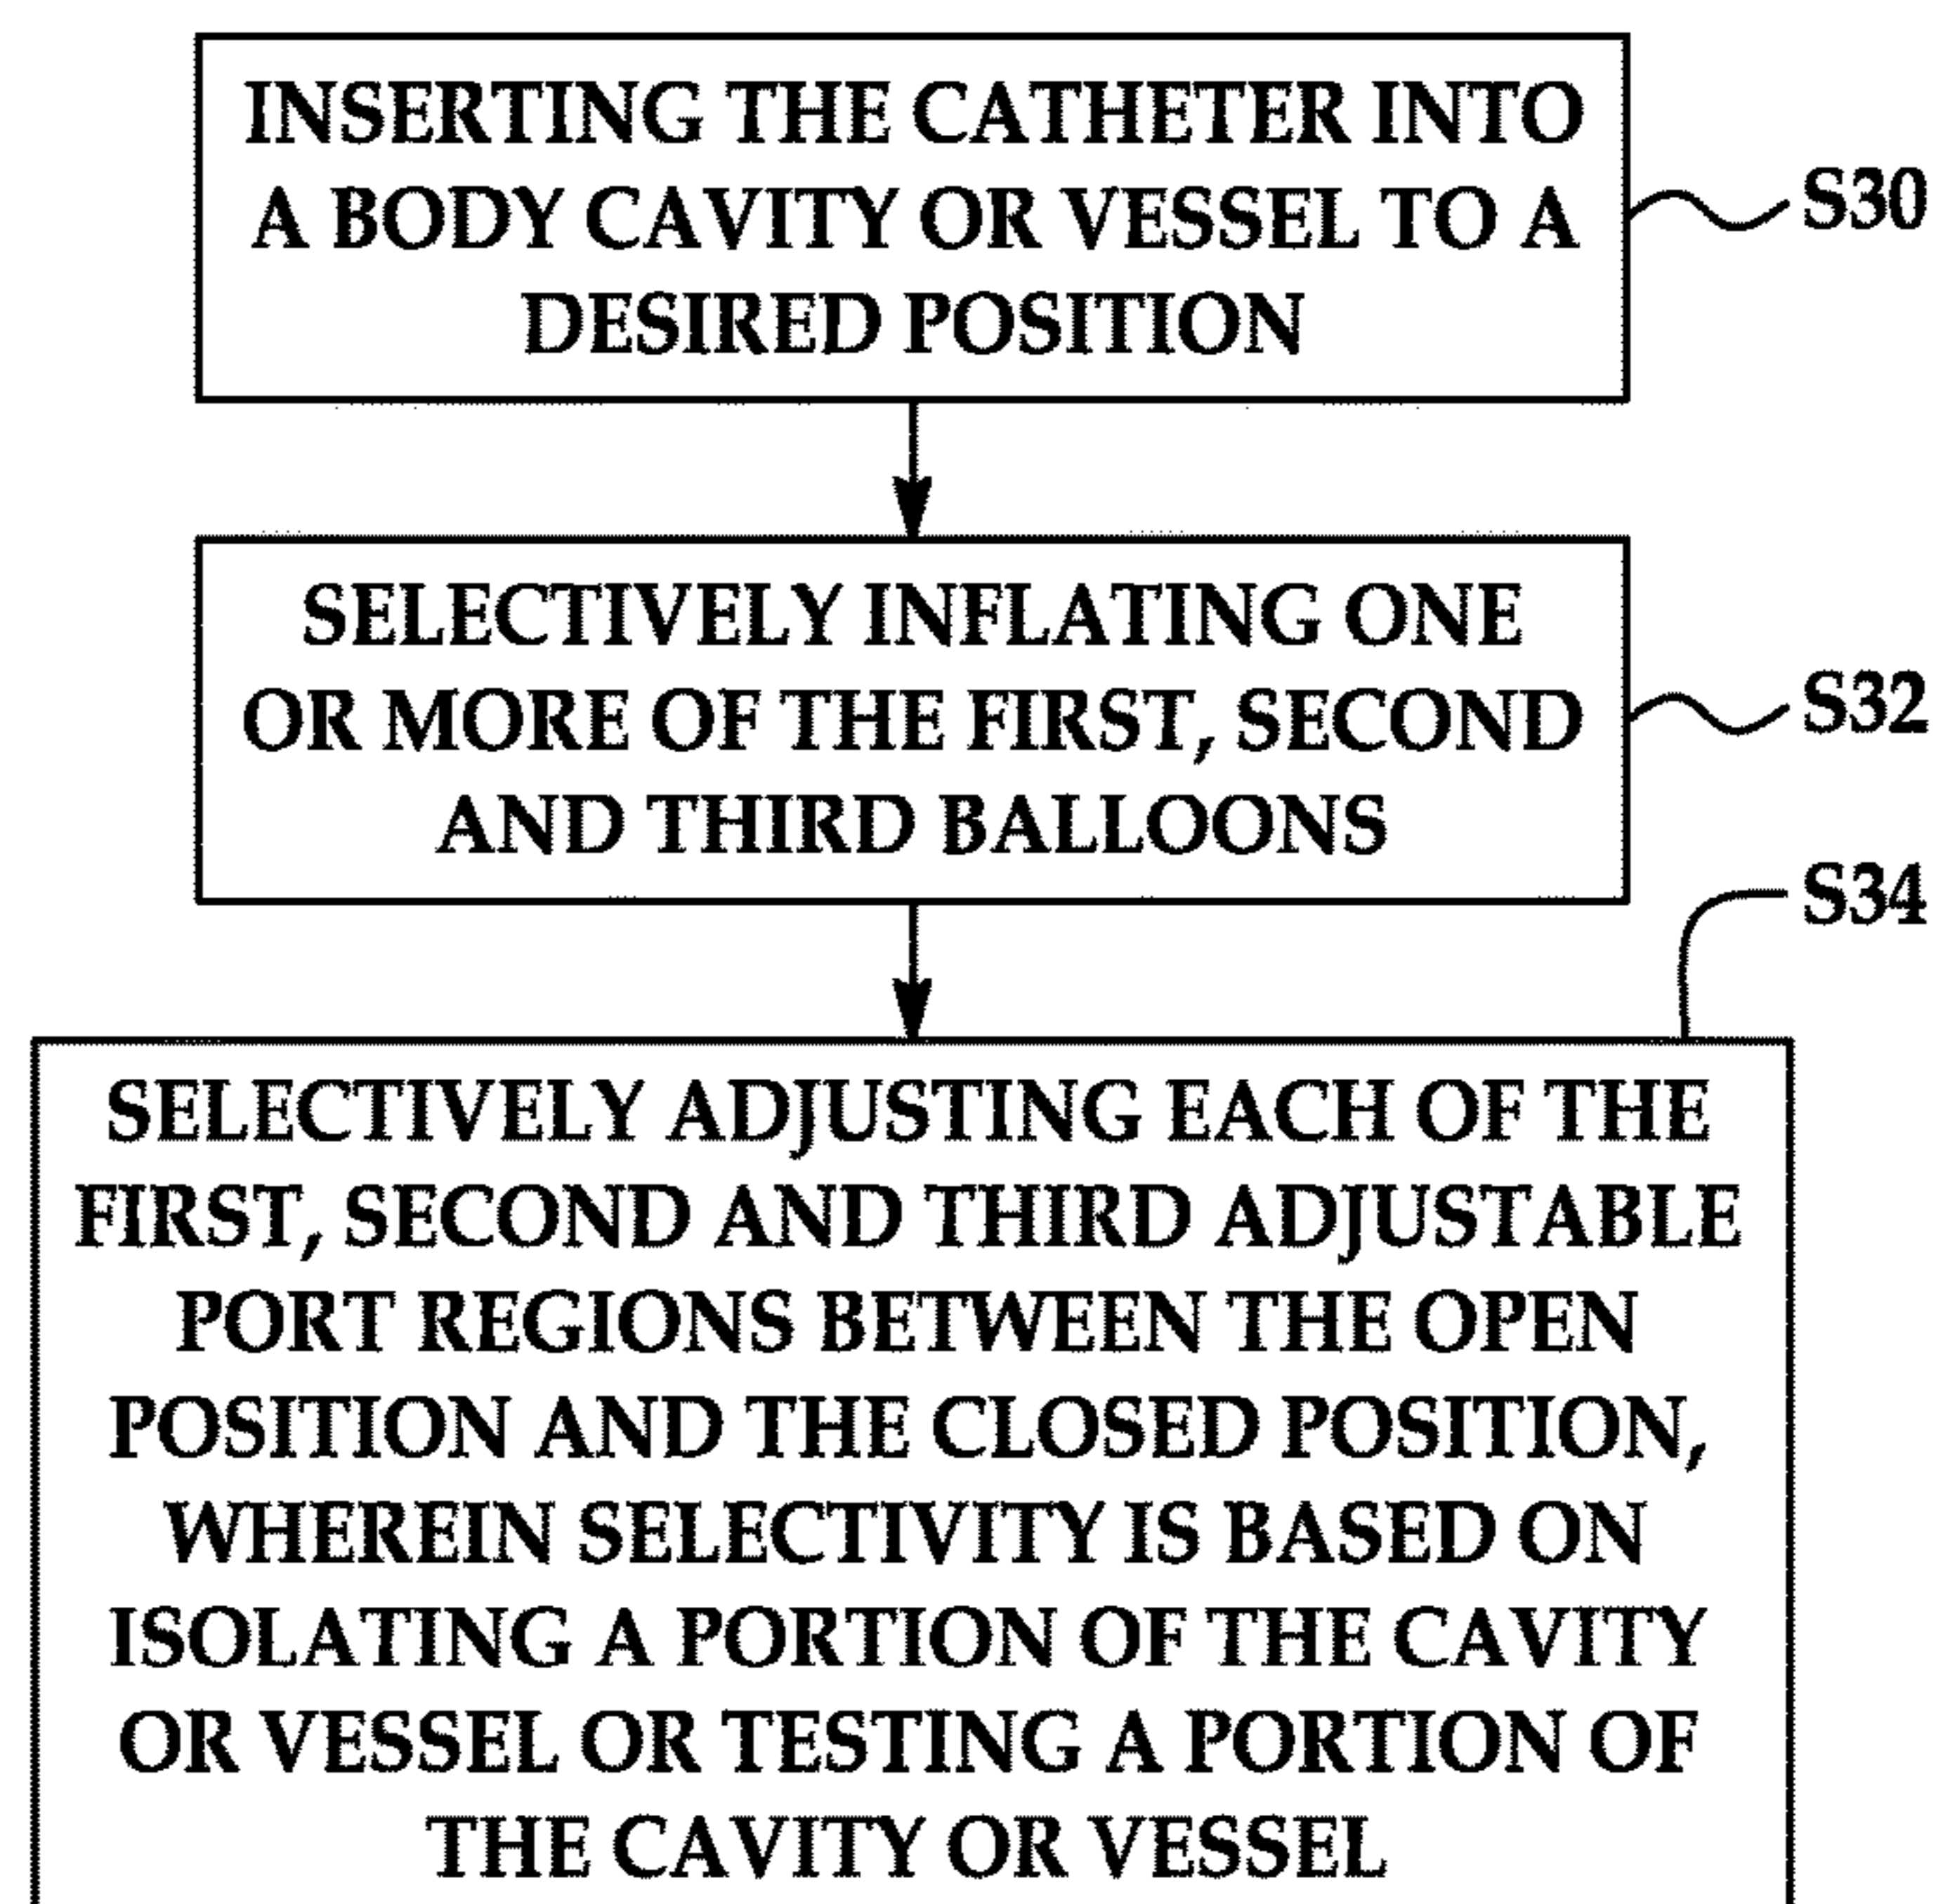 INSERTING THE CATHETER INTO
A BODY CAVITY OR VESSEL TO A
DESIRED POSITION
S30
SELECTIVELY INFLATING ONE
OR MORE OF THE FIRST, SECOND
AND THIRD BALLOONS
S32
S34
SELECTIVELY ADJUSTING EACH OF THE
FIRST, SECOND AND THIRD ADJUSTABLE
PORT REGIONS BETWEEN THE OPEN
POSITION AND THE CLOSED POSITION,
WHEREIN SELECTIVITY IS BASED ON
ISOLATING A PORTION OF THE CAVITY
OR VESSEL OR TESTING A PORTION OF
THE CAVITY OR VESSEL